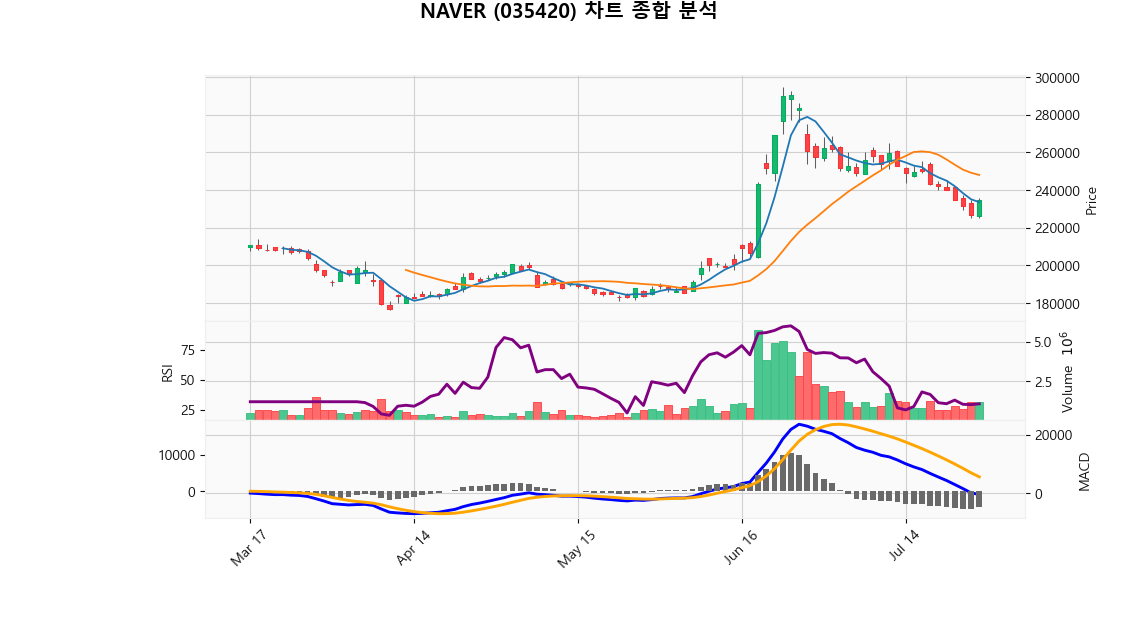 NAVER (035420) 차트 종합 분석
300000
280000
260000
240000
220000
200000
180000
Price
75
50
25
RSI
5.0
2.5
Volume 10⁶
10000
0
20000
0
MACD
Mar 17
Apr 14
May 15
Jun 16
Jul 14